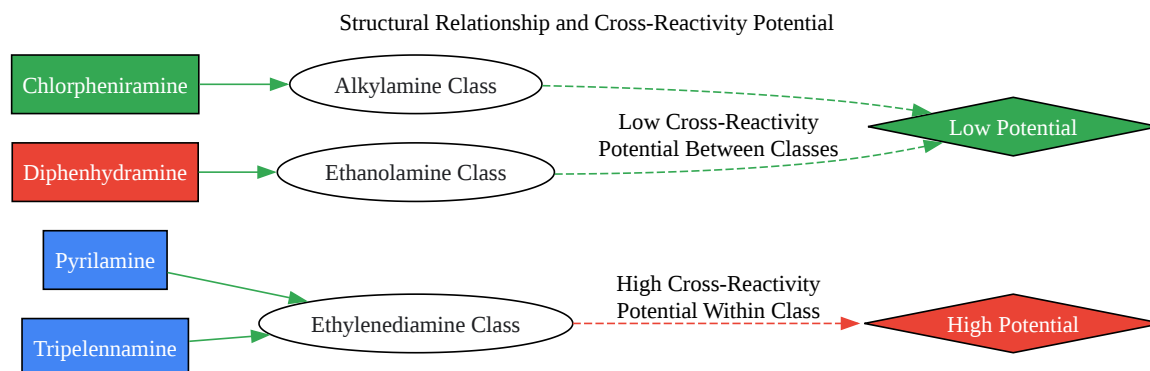 Structural Relationship and Cross-Reactivity Potential
Chlorpheniramine
Alkylamine Class
Low Cross-Reactivity
Potential Between Classes
Low Potential
Diphenhydramine
Ethanolamine Class
Pyrilamine
High Cross-Reactivity
Potential Within Class
Ethylenediamine Class
High Potential
Tripelennamine